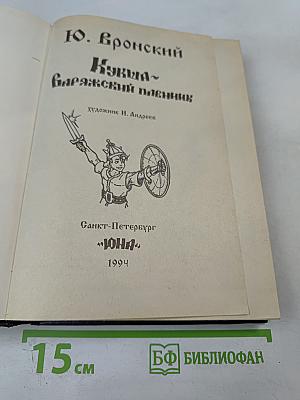 Ю. Вронский
Кукша-
Варяжский пленник
художник Н. Андреев
Санкт-Петербург
«ЮНА»
1994
15 см
БФ БИБЛИОФАН